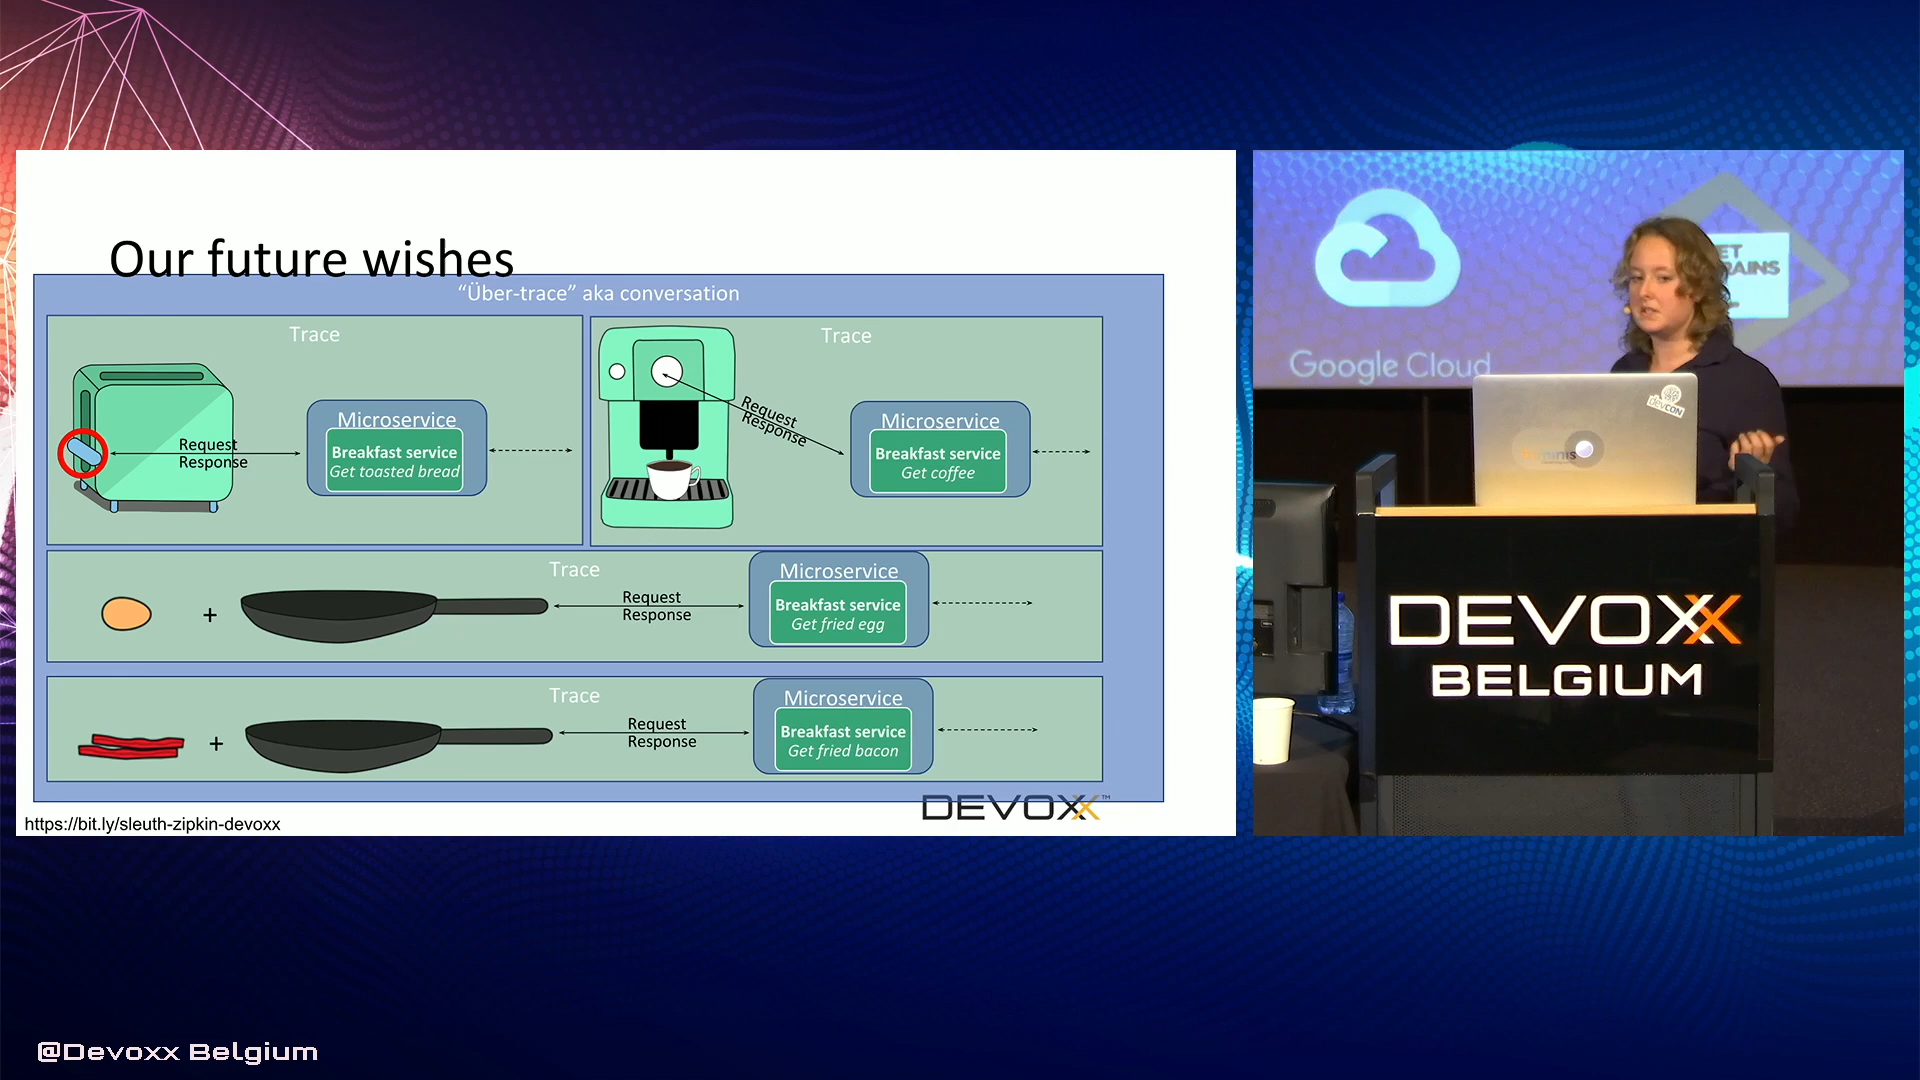 Our future wishes
“Über-trace” aka conversation
Trace
Request
Response
Microservice
Breakfast service
Get toasted bread
Trace
Request
Response
Microservice
Breakfast service
Get coffee
Trace
+
Request
Response
Microservice
Breakfast service
Get fried egg
Trace
+
Request
Response
Microservice
Breakfast service
Get fried bacon
DEVOXX™
https://bit.ly/sleuth-zipkin-devoxx
Google Cloud
devCON
DEVOXX
BELGIUM
@Devoxx Belgium